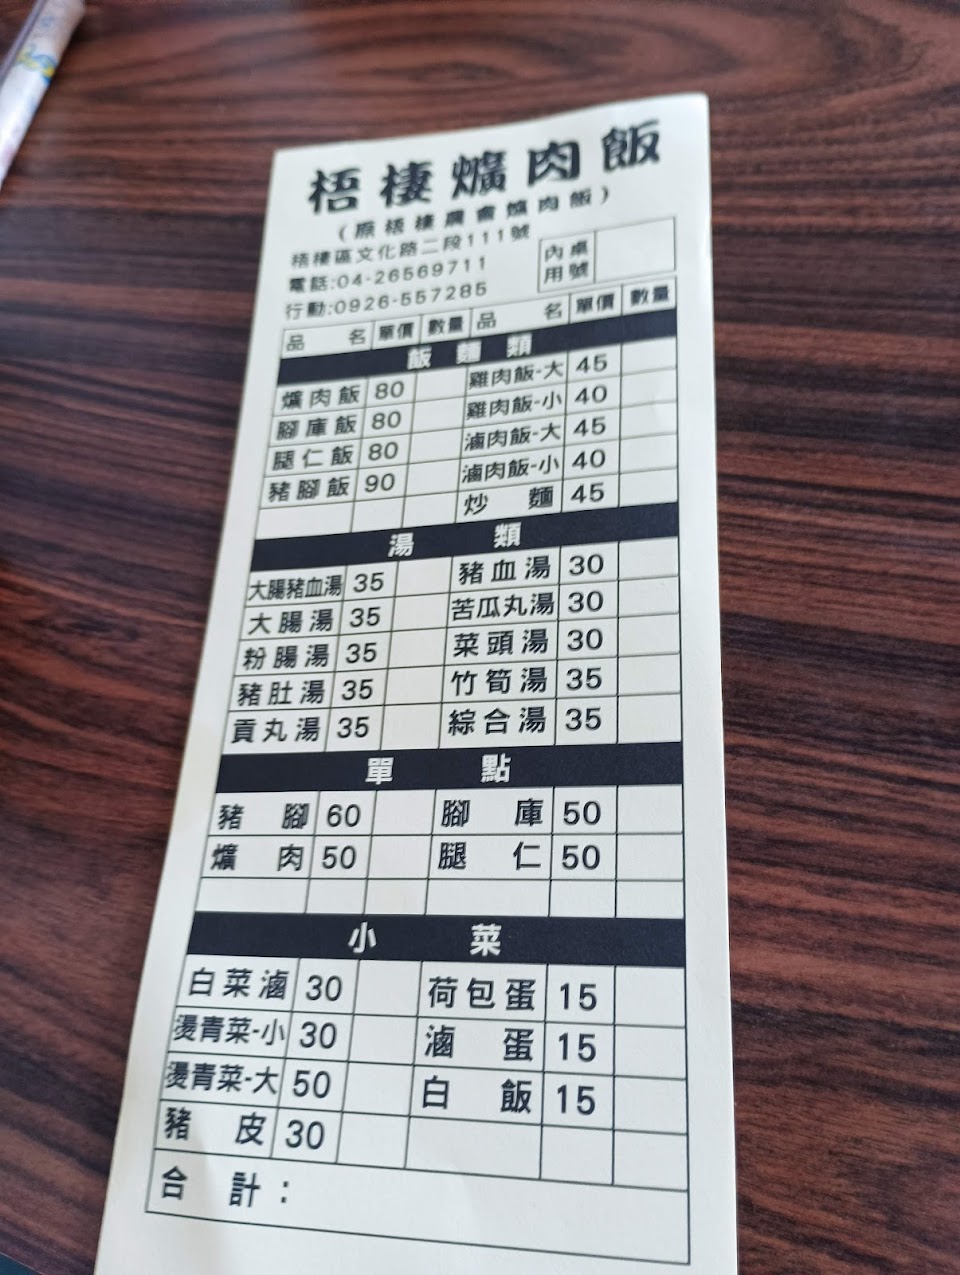 梧棲爌肉飯
(原梧棲農會爌肉飯)
梧棲區文化路二段111號
電話:04-26569711
行動:0926-557285
內用 桌號
品名 單價 數量 品名 單價 數量
飯麵類
爌肉飯 80 雞肉飯-大 45
腳庫飯 80 雞肉飯-小 40
腿仁飯 80 滷肉飯-大 45
豬腳飯 90 滷肉飯-小 40
炒麵 45
湯類
大腸豬血湯 35 豬血湯 30
大腸湯 35 苦瓜丸湯 30
粉腸湯 35 菜頭湯 30
豬肚湯 35 竹筍湯 35
貢丸湯 35 綜合湯 35
單點
豬腳 60 腳庫 50
爌肉 50 腿仁 50
小菜
白菜滷 30 荷包蛋 15
燙青菜-小 30 滷蛋 15
燙青菜-大 50 白飯 15
豬皮 30
合計: